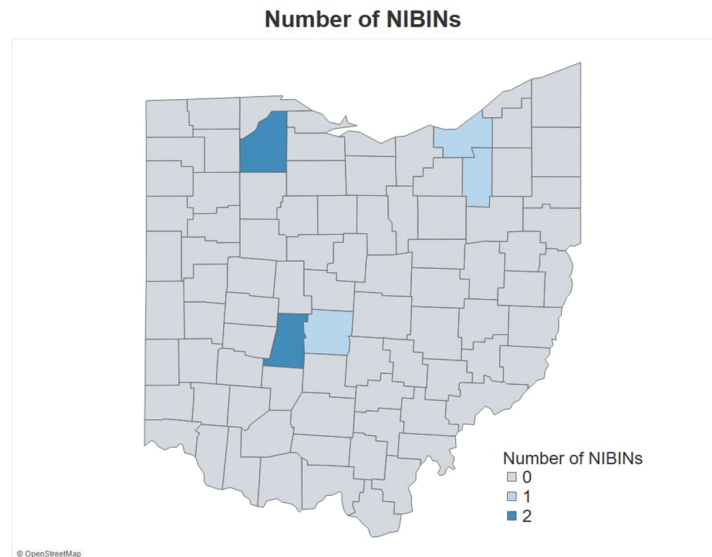 Number of NIBINs
Number of NIBINs
0
1
2
© OpenStreetMap